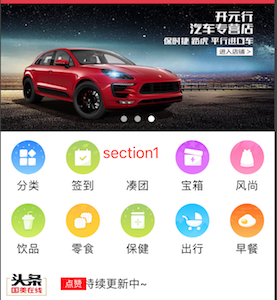 开元行
汽车专营店
保时捷 路虎 平行进口车
进入店铺 >
section1
分类
签到
凑团
宝箱
风尚
饮品
零食
保健
出行
早餐
头条
国美在线
点赞
持续更新中~